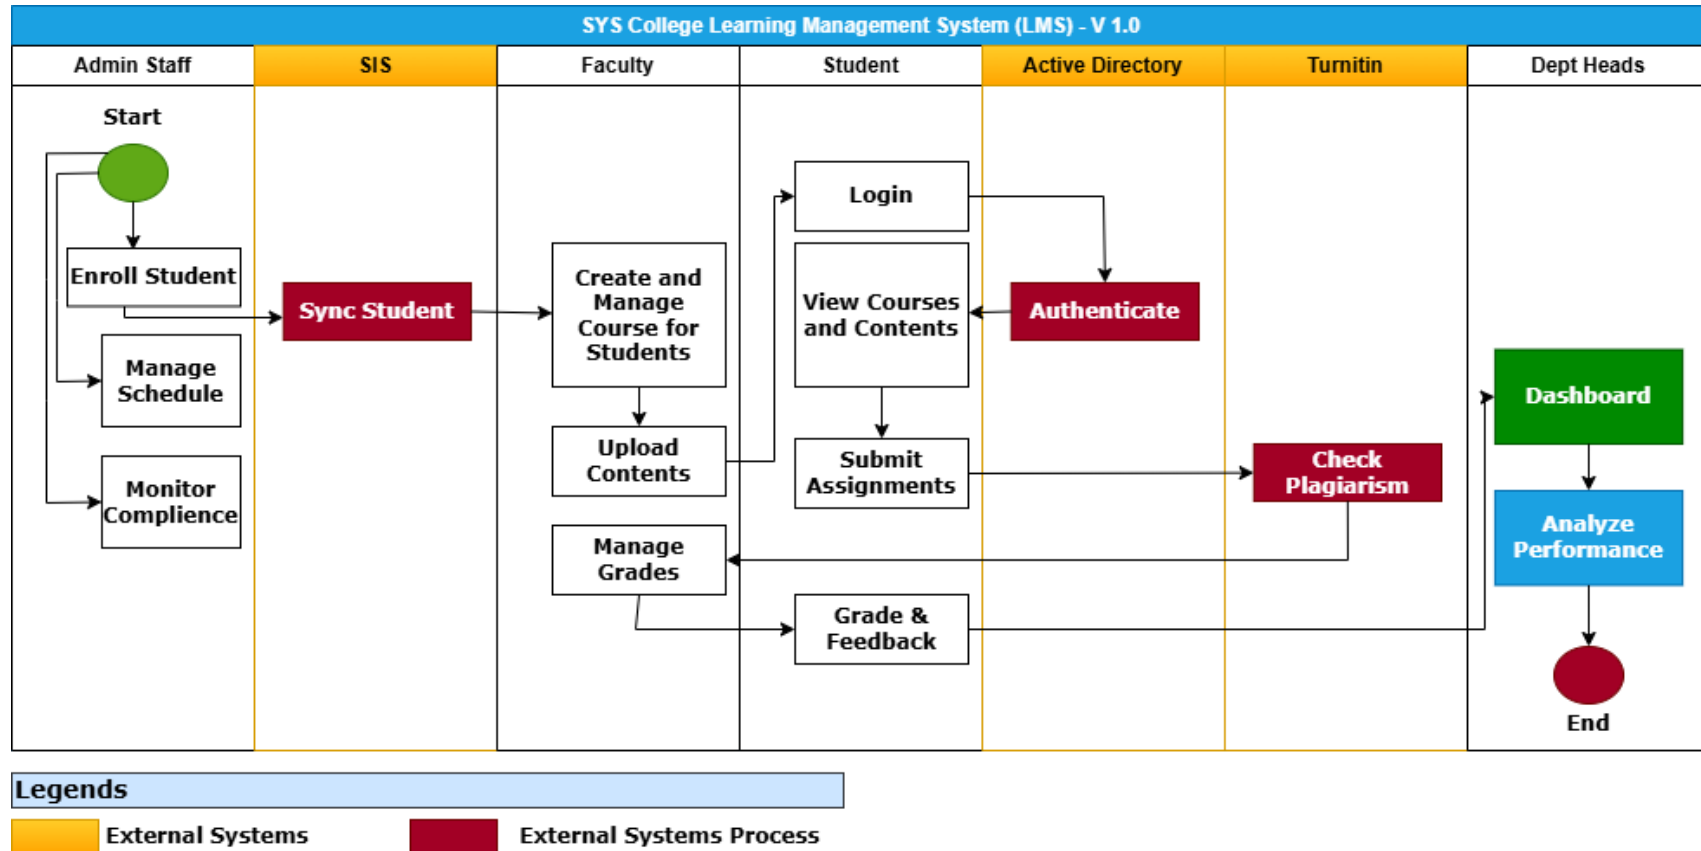 SYS College Learning Management System (LMS) - V 1.0
Admin Staff
SIS
Faculty
Student
Active Directory
Turnitin
Dept Heads
Start
Enroll Student
Manage
Schedule
Monitor
Complience
Sync Student
Create and
Manage
Course for
Students
Upload
Contents
Manage
Grades
Login
View Courses
and Contents
Submit
Assignments
Grade &
Feedback
Authenticate
Check
Plagiarism
Dashboard
Analyze
Performance
End
Legends
External Systems
External Systems Process